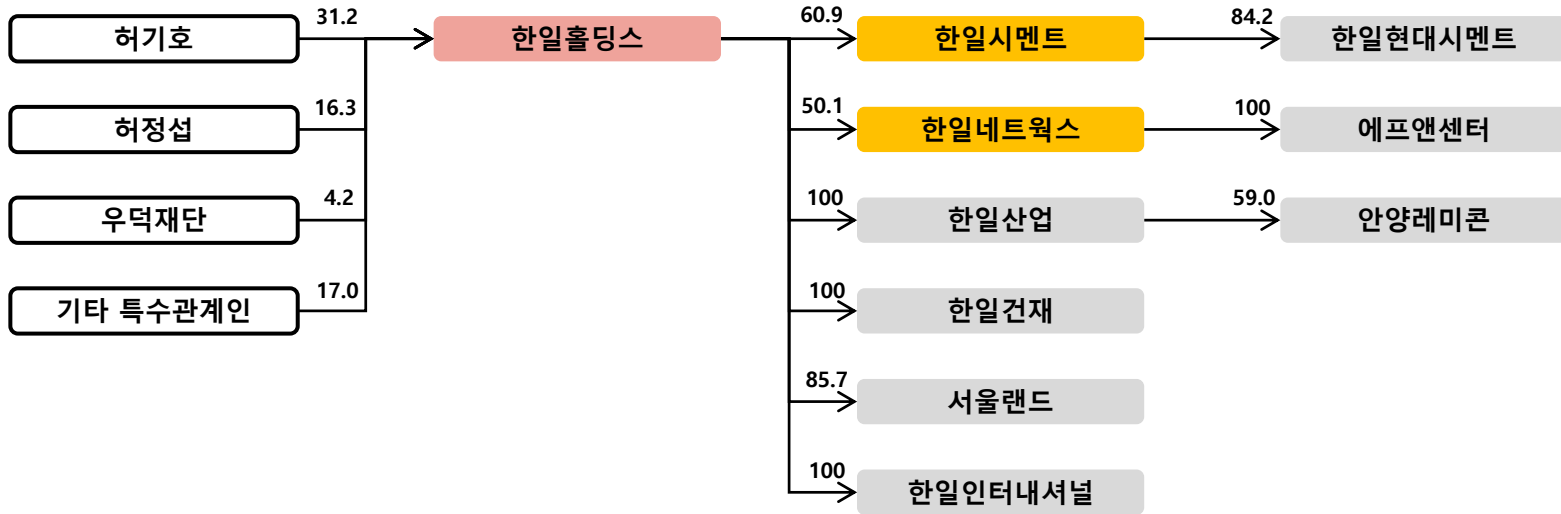 허기호
31.2
한일홀딩스
60.9
한일시멘트
84.2
한일현대시멘트
허정섭
16.3
50.1
한일네트웍스
100
에프앤센터
우덕재단
4.2
100
한일산업
59.0
안양레미콘
기타 특수관계인
17.0
100
한일건재
85.7
서울랜드
100
한일인터내셔널